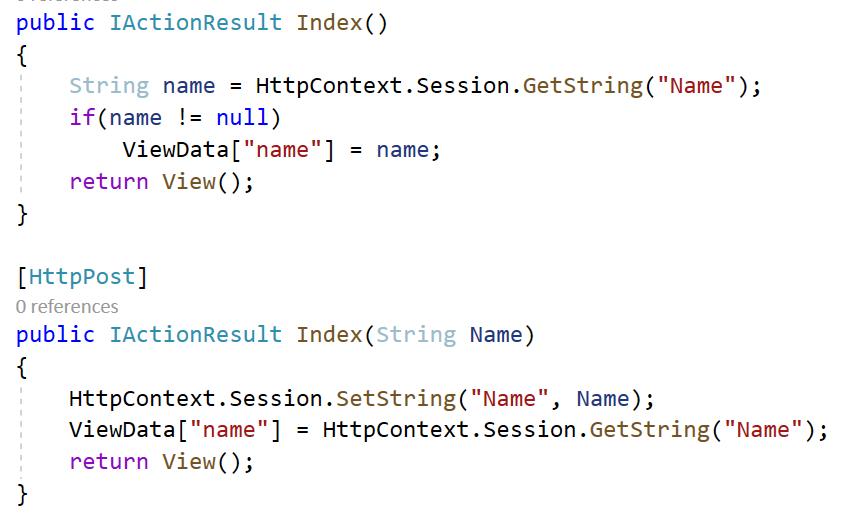 0 references
public IActionResult Index()
{
    String name = HttpContext.Session.GetString("Name");
    if(name != null)
        ViewData["name"] = name;
    return View();
}

[HttpPost]
0 references
public IActionResult Index(String Name)
{
    HttpContext.Session.SetString("Name", Name);
    ViewData["name"] = HttpContext.Session.GetString("Name");
    return View();
}